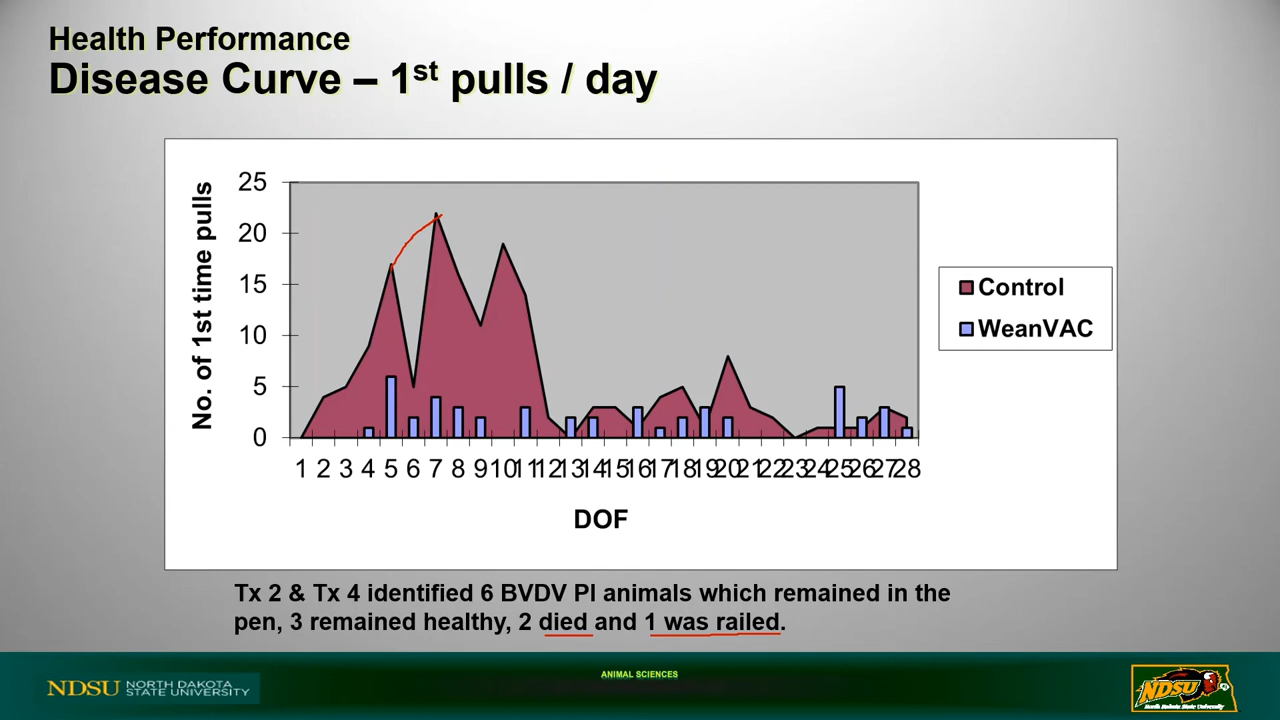 Health Performance
Disease Curve – 1st pulls / day
No. of 1st time pulls
25
20
15
10
5
0
1 2 3 4 5 6 7 8 9 10 11 12 13 14 15 16 17 18 19 20 21 22 23 24 25 26 27 28
DOF
Control
WeanVAC
Tx 2 & Tx 4 identified 6 BVDV PI animals which remained in the
pen, 3 remained healthy, 2 died and 1 was railed.
NDSU NORTH DAKOTA
STATE UNIVERSITY
ANIMAL SCIENCES
NDSU
North Dakota State University